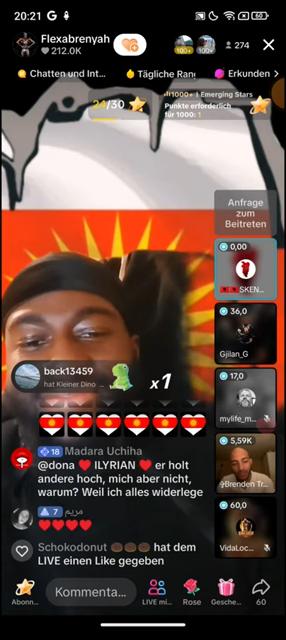 20:21 G
60
Flexabrenyah
212.0K
100+ 100+ 274
Chatten und Int...
Tägliche Ran
Erkunden >
24/30
1000+ | Emerging Stars
Punkte erforderlich
für 1000: 1
Anfrage
zum
Beitreten
0,00
SKEN...
36,0
Gjilan_G
17,0
mylife_m...
5,59K
Brenden Tr...
60,0
VidaLoc...
back13459
hat Kleiner Dino
x1
18 Madara Uchiha
@dona ❤️ ILYRIAN ❤️ er holt
andere hoch, mich aber nicht,
warum? Weil ich alles widerlege
7 مريم
❤️❤️❤️❤️
Schokodonut 🍩🍩🍩 hat dem
LIVE einen Like gegeben
Abonn...
Kommenta...
LIVE mi...
Rose
Gesche...
60